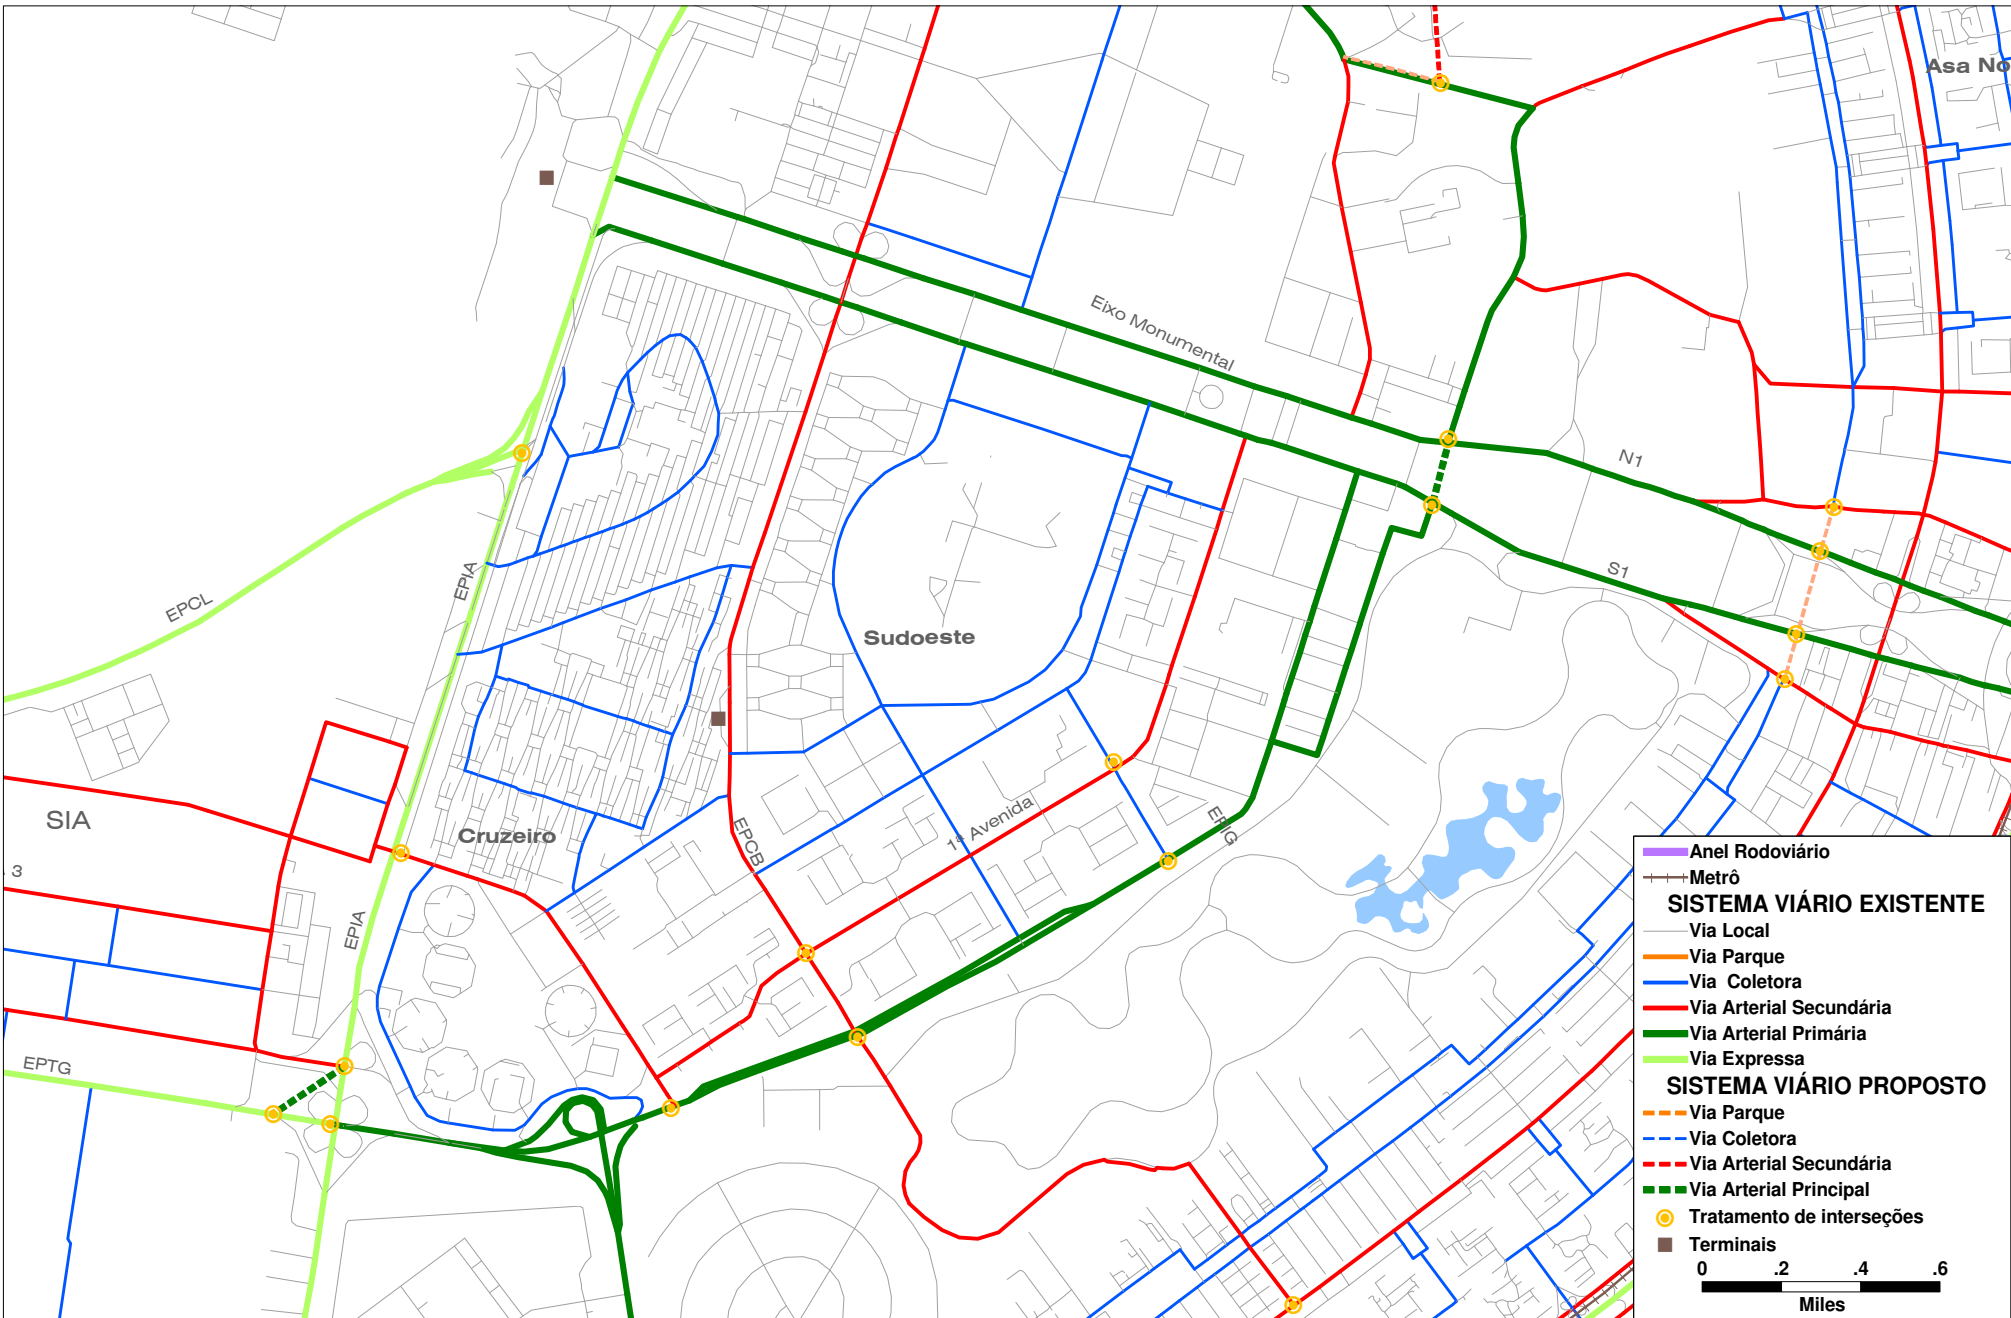 Asa No
Eixo Monumental
N1
S1
EPCL
EPIA
Sudoeste
SIA
Cruzeiro
EPCB
1ª Avenida
EPIG
3
EPIA
EPTG
Anel Rodoviário
Metrô
SISTEMA VIÁRIO EXISTENTE
Via Local
Via Parque
Via Coletora
Via Arterial Secundária
Via Arterial Primária
Via Expressa
SISTEMA VIÁRIO PROPOSTO
Via Parque
Via Coletora
Via Arterial Secundária
Via Arterial Principal
Tratamento de interseções
Terminais
0 .2 .4 .6
Miles